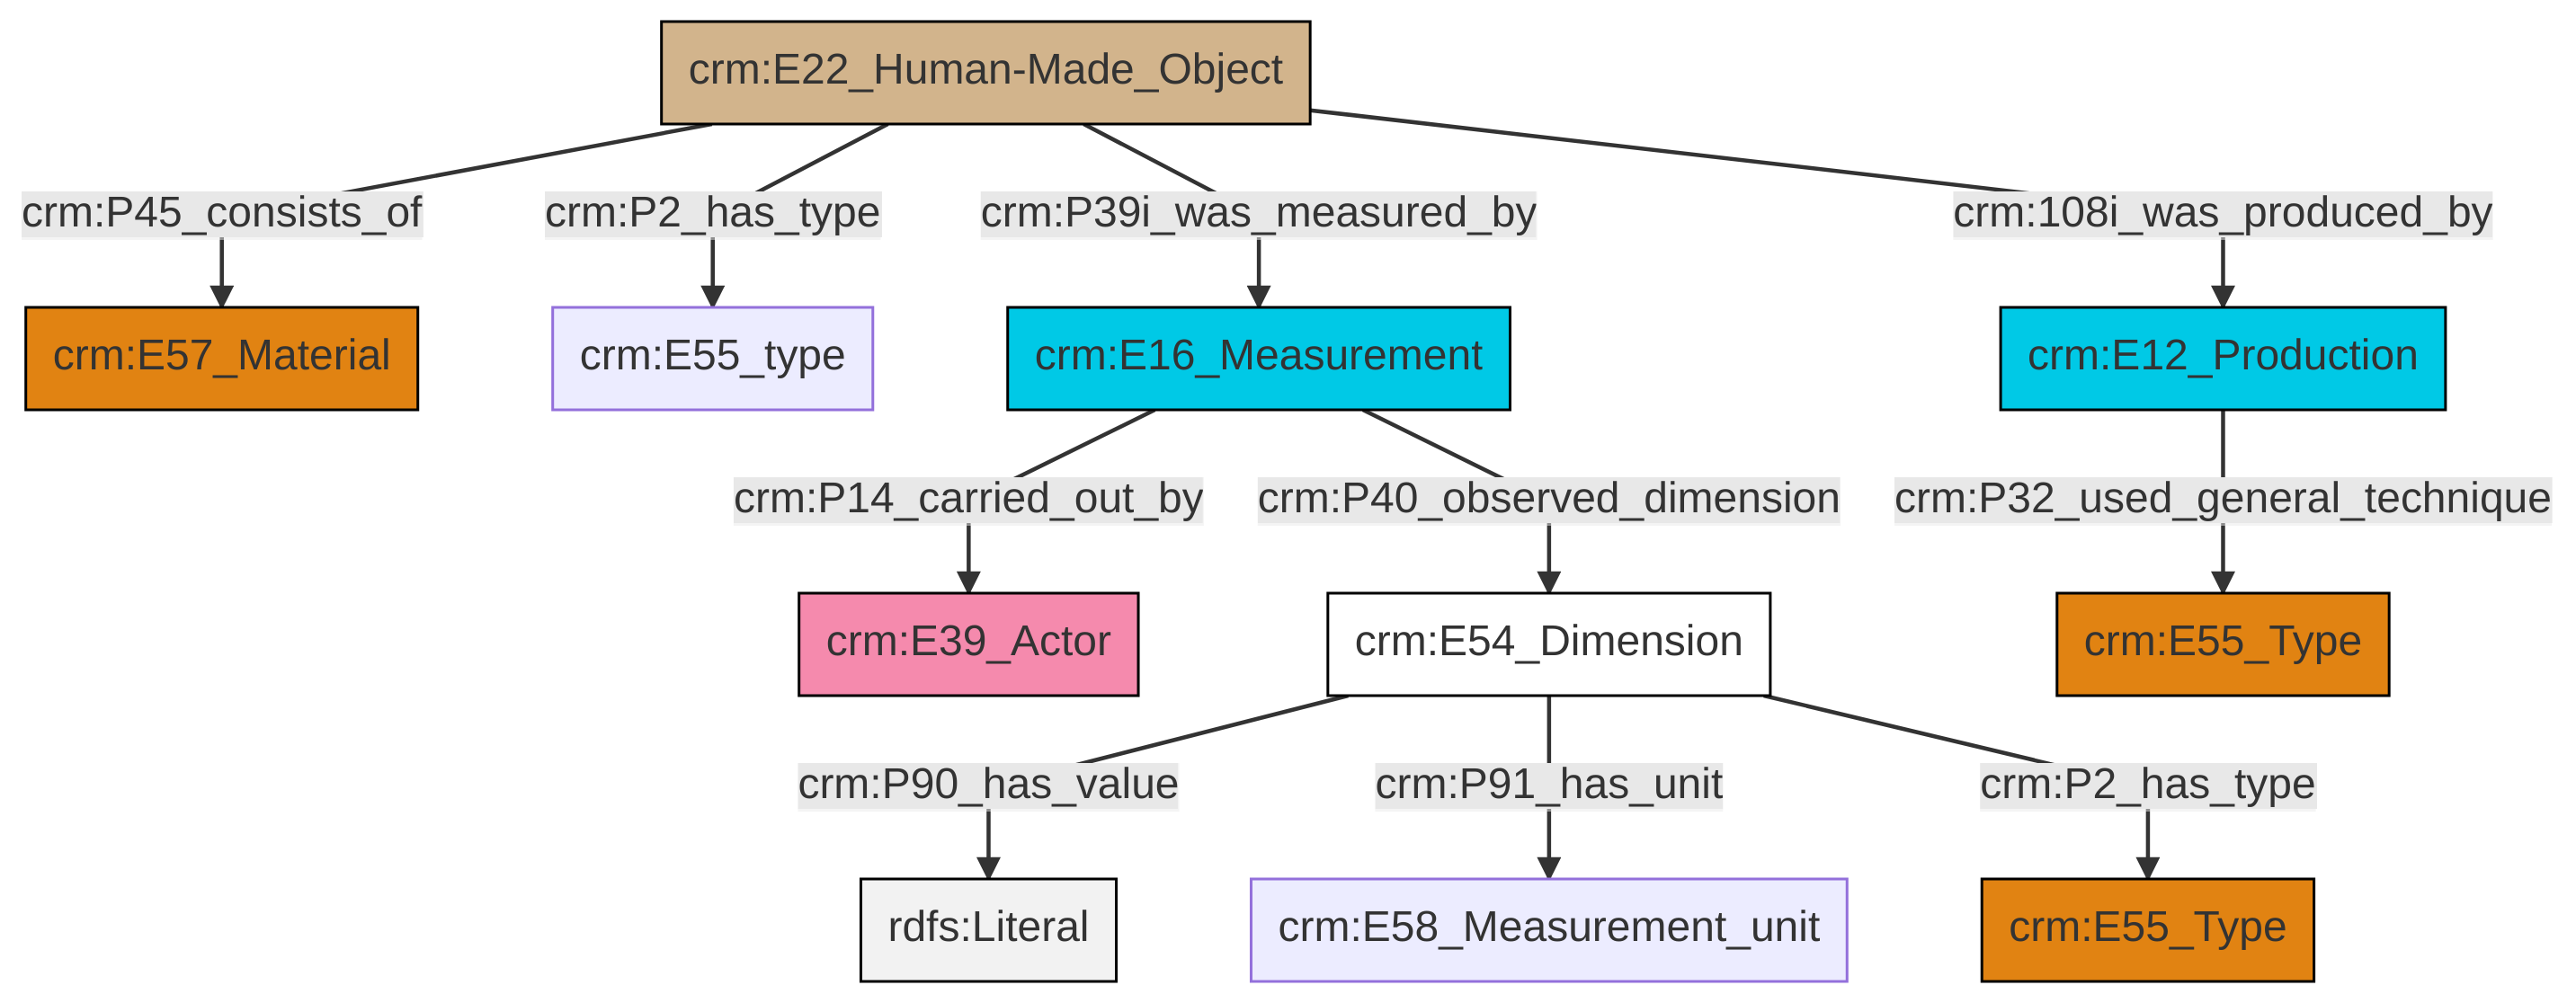 crm:E22_Human-Made_Object
crm:P45_consists_of
crm:P2_has_type
crm:P39i_was_measured_by
crm:108i_was_produced_by
crm:E57_Material
crm:E55_type
crm:E16_Measurement
crm:E12_Production
crm:P14_carried_out_by
crm:P40_observed_dimension
crm:P32_used_general_technique
crm:E39_Actor
crm:E54_Dimension
crm:E55_Type
crm:P90_has_value
crm:P91_has_unit
crm:P2_has_type
rdfs:Literal
crm:E58_Measurement_unit
crm:E55_Type